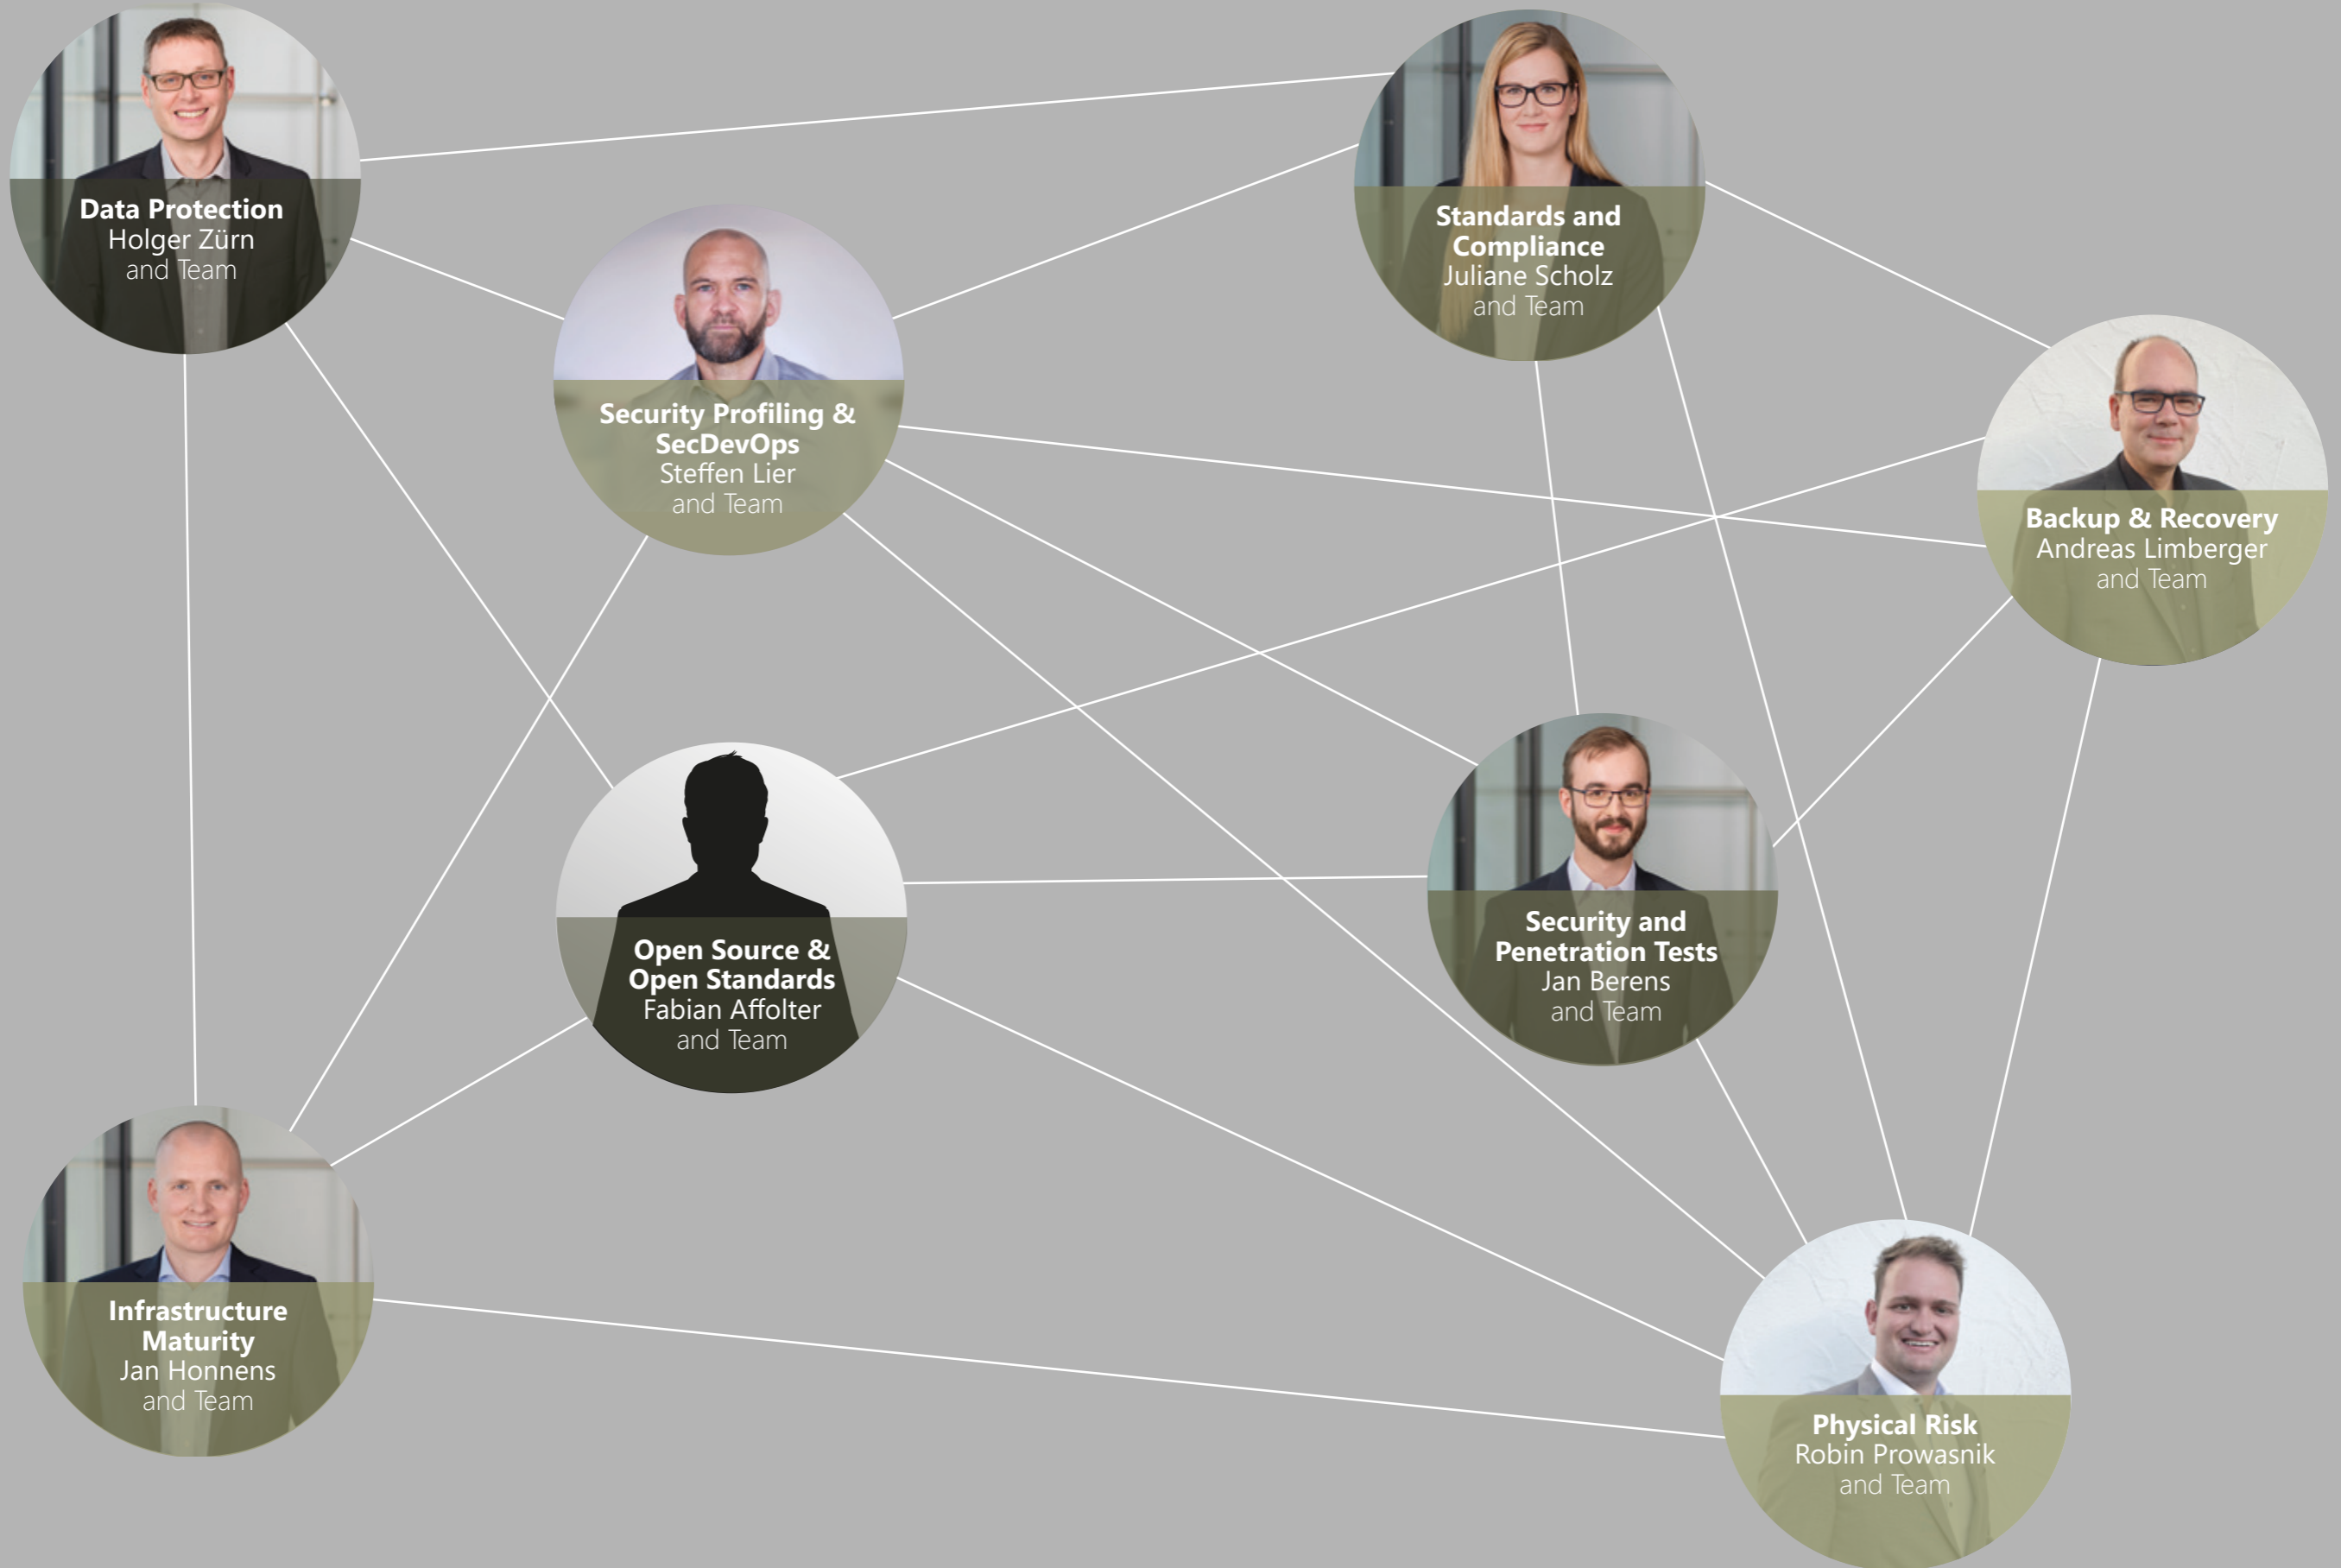 Data Protection
Holger Zürn
and Team
Standards and
Compliance
Juliane Scholz
and Team
Security Profiling &
SecDevOps
Steffen Lier
and Team
Backup & Recovery
Andreas Limberger
and Team
Open Source &
Open Standards
Fabian Affolter
and Team
Security and
Penetration Tests
Jan Berens
and Team
Infrastructure
Maturity
Jan Honnens
and Team
Physical Risk
Robin Prowasnik
and Team